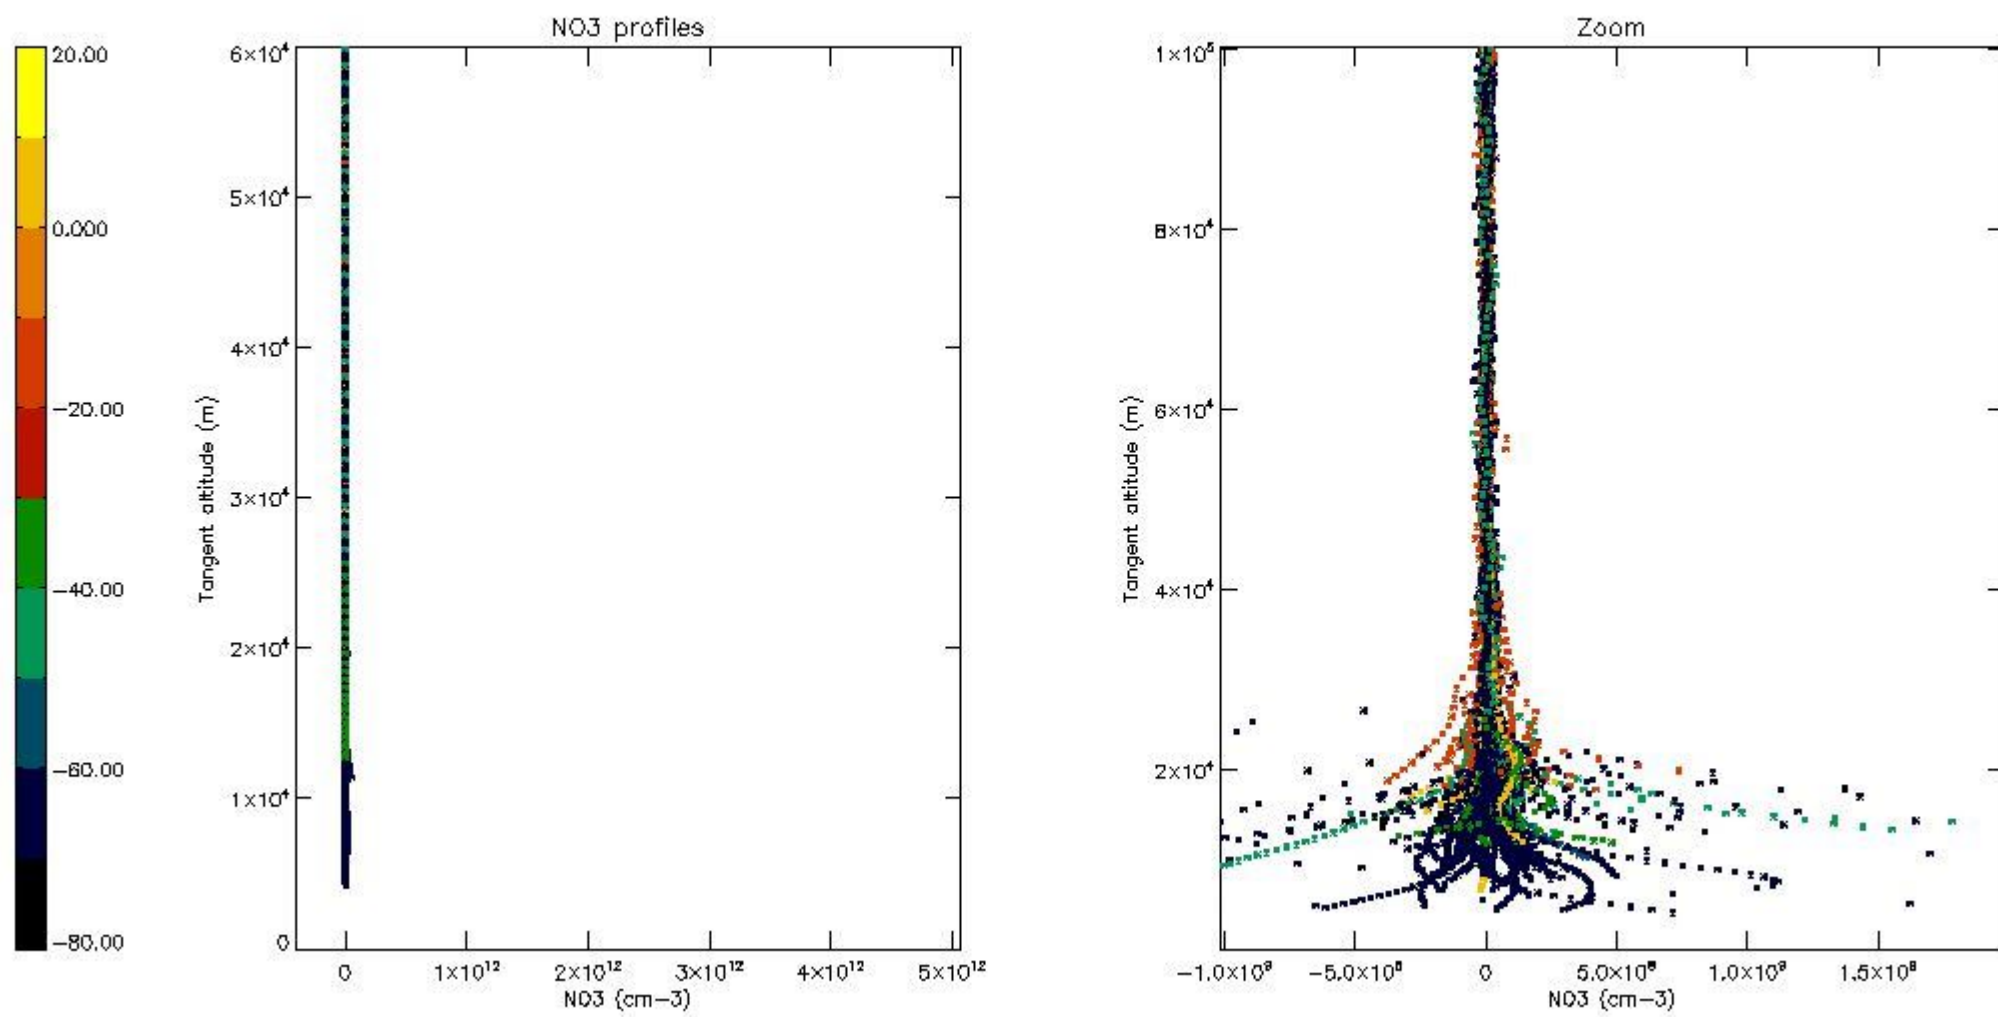 NO3 profiles
20.00
0.000
−20.00
−40.00
−60.00
−80.00
Tangent altitude (m)
6×10⁴
5×10⁴
4×10⁴
3×10⁴
2×10⁴
1×10⁴
0
0 1×10¹² 2×10¹² 3×10¹² 4×10¹² 5×10¹²
NO3 (cm−3)
Zoom
Tangent altitude (m)
1×10⁵
8×10⁴
6×10⁴
4×10⁴
2×10⁴
−1.0×10⁹ −5.0×10⁸ 0 5.0×10⁸ 1.0×10⁹ 1.5×10⁹
NO3 (cm−3)